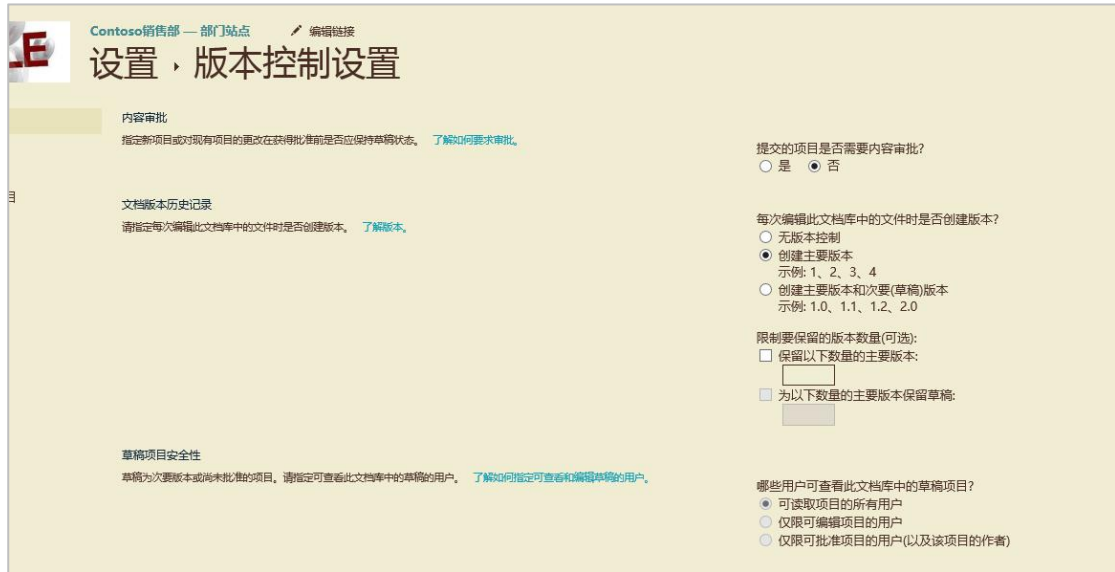 LE
Contoso销售部 — 部门站点 编辑链接
设置 › 版本控制设置
内容审批
指定新项目或对现有项目的更改在获得批准前是否应保持草稿状态。 了解如何要求审批。
提交的项目是否需要内容审批?
是 否
目
文档版本历史记录
请指定每次编辑此文档库中的文件时是否创建版本。 了解版本。
每次编辑此文档库中的文件时是否创建版本?
无版本控制
创建主要版本
示例: 1、2、3、4
创建主要版本和次要(草稿)版本
示例: 1.0、1.1、1.2、2.0
限制要保留的版本数量(可选):
保留以下数量的主要版本:
为以下数量的主要版本保留草稿:
草稿项目安全性
草稿为次要版本或尚未批准的项目。请指定可查看此文档库中的草稿的用户。 了解如何指定可查看和编辑草稿的用户。
哪些用户可查看此文档库中的草稿项目?
可读取项目的所有用户
仅限可编辑项目的用户
仅限可批准项目的用户(以及该项目的作者)